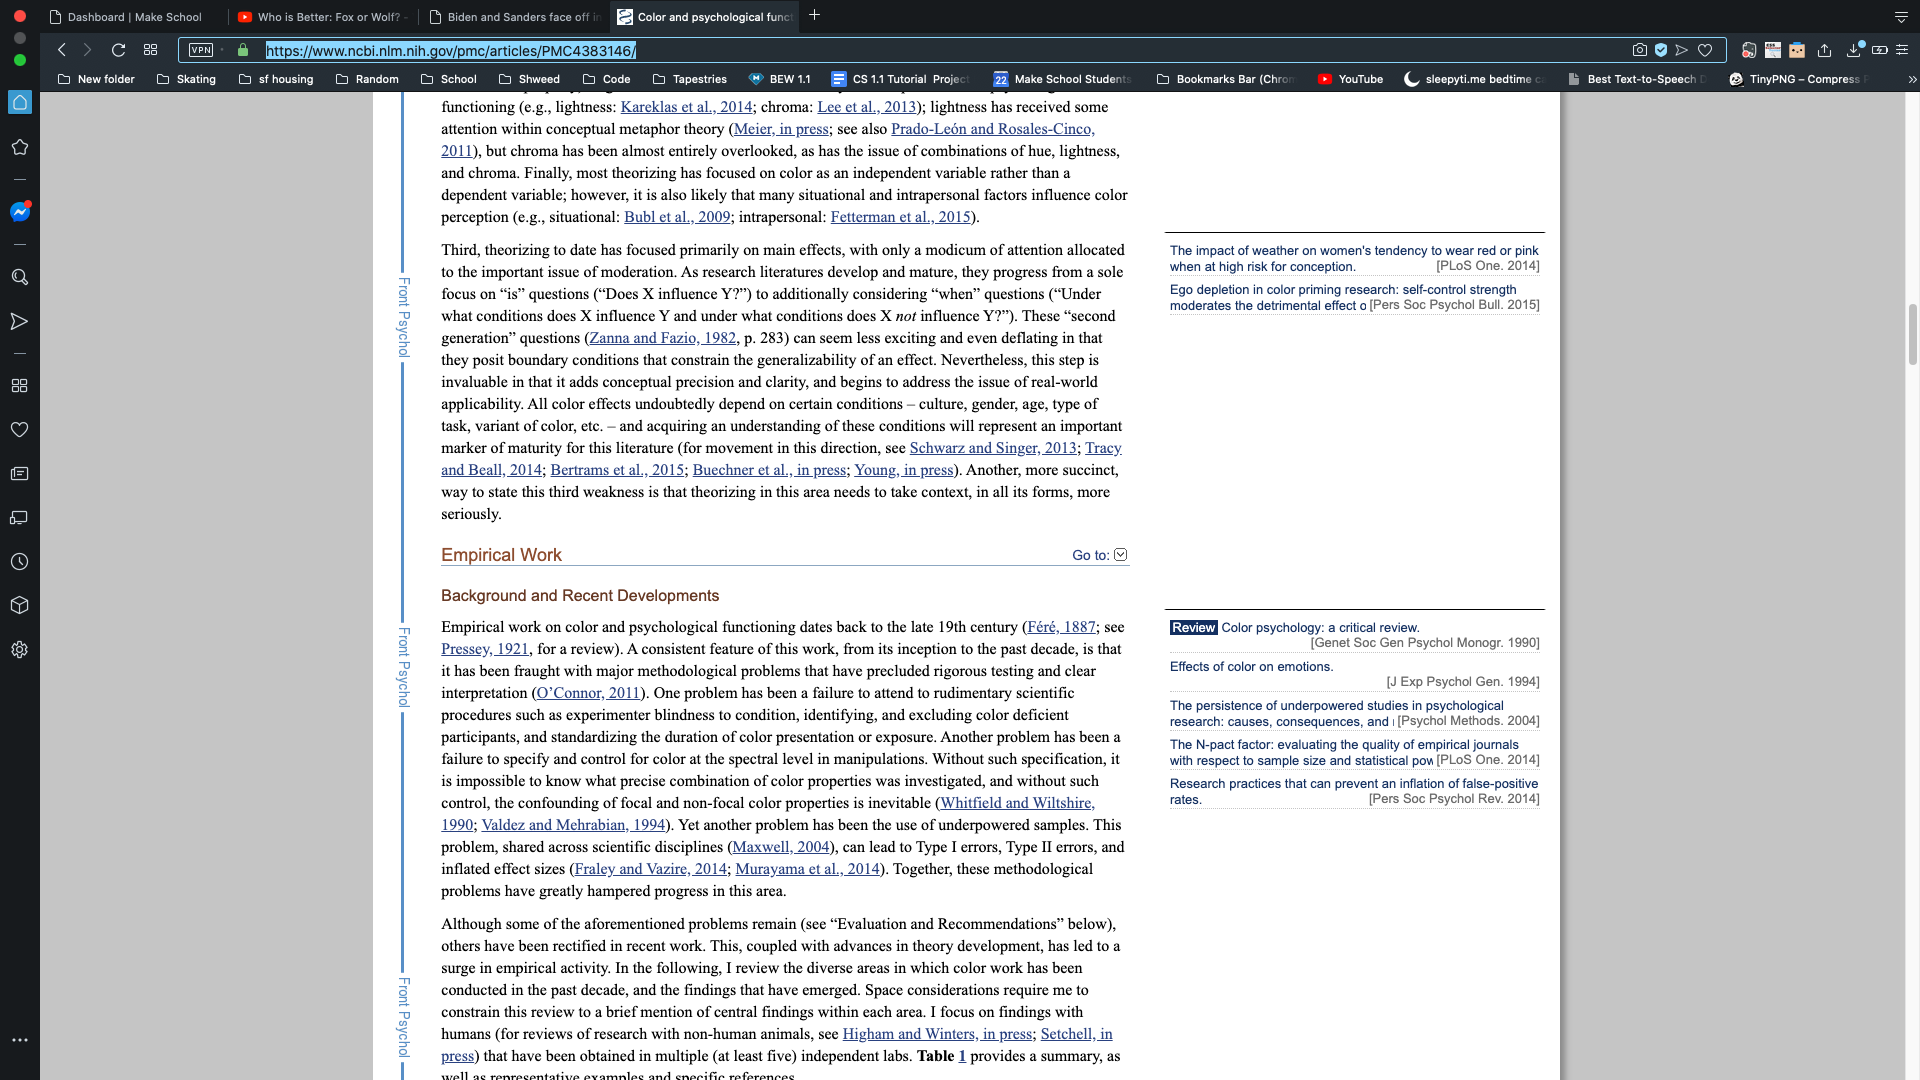 Dashboard | Make School
Who is Better: Fox or Wolf? -
Biden and Sanders face off in
Color and psychological funct
VPN
https://www.ncbi.nlm.nih.gov/pmc/articles/PMC4383146/
New folder
Skating
sf housing
Random
School
Shweed
Code
Tapestries
BEW 1.1
CS 1.1 Tutorial Projec
22 Make School Students
Bookmarks Bar (Chrom
YouTube
sleepyti.me bedtime ca
Best Text-to-Speech D
TinyPNG – Compress P
functioning (e.g., lightness: Kareklas et al., 2014; chroma: Lee et al., 2013); lightness has received some
attention within conceptual metaphor theory (Meier, in press; see also Prado-León and Rosales-Cinco,
2011), but chroma has been almost entirely overlooked, as has the issue of combinations of hue, lightness,
and chroma. Finally, most theorizing has focused on color as an independent variable rather than a
dependent variable; however, it is also likely that many situational and intrapersonal factors influence color
perception (e.g., situational: Bubl et al., 2009; intrapersonal: Fetterman et al., 2015).
Third, theorizing to date has focused primarily on main effects, with only a modicum of attention allocated
to the important issue of moderation. As research literatures develop and mature, they progress from a sole
focus on “is” questions (“Does X influence Y?”) to additionally considering “when” questions (“Under
what conditions does X influence Y and under what conditions does X not influence Y?”). These “second
generation” questions (Zanna and Fazio, 1982, p. 283) can seem less exciting and even deflating in that
they posit boundary conditions that constrain the generalizability of an effect. Nevertheless, this step is
invaluable in that it adds conceptual precision and clarity, and begins to address the issue of real-world
applicability. All color effects undoubtedly depend on certain conditions – culture, gender, age, type of
task, variant of color, etc. – and acquiring an understanding of these conditions will represent an important
marker of maturity for this literature (for movement in this direction, see Schwarz and Singer, 2013; Tracy
and Beall, 2014; Bertrams et al., 2015; Buechner et al., in press; Young, in press). Another, more succinct,
way to state this third weakness is that theorizing in this area needs to take context, in all its forms, more
seriously.
Empirical Work
Go to:
Background and Recent Developments
Empirical work on color and psychological functioning dates back to the late 19th century (Féré, 1887; see
Pressey, 1921, for a review). A consistent feature of this work, from its inception to the past decade, is that
it has been fraught with major methodological problems that have precluded rigorous testing and clear
interpretation (O’Connor, 2011). One problem has been a failure to attend to rudimentary scientific
procedures such as experimenter blindness to condition, identifying, and excluding color deficient
participants, and standardizing the duration of color presentation or exposure. Another problem has been a
failure to specify and control for color at the spectral level in manipulations. Without such specification, it
is impossible to know what precise combination of color properties was investigated, and without such
control, the confounding of focal and non-focal color properties is inevitable (Whitfield and Wiltshire,
1990; Valdez and Mehrabian, 1994). Yet another problem has been the use of underpowered samples. This
problem, shared across scientific disciplines (Maxwell, 2004), can lead to Type I errors, Type II errors, and
inflated effect sizes (Fraley and Vazire, 2014; Murayama et al., 2014). Together, these methodological
problems have greatly hampered progress in this area.
Although some of the aforementioned problems remain (see “Evaluation and Recommendations” below),
others have been rectified in recent work. This, coupled with advances in theory development, has led to a
surge in empirical activity. In the following, I review the diverse areas in which color work has been
conducted in the past decade, and the findings that have emerged. Space considerations require me to
constrain this review to a brief mention of central findings within each area. I focus on findings with
humans (for reviews of research with non-human animals, see Higham and Winters, in press; Setchell, in
press) that have been obtained in multiple (at least five) independent labs. Table 1 provides a summary, as
well as representative examples and specific references.
Front Psychol
Front Psychol
Front Psychol
The impact of weather on women's tendency to wear red or pink
when at high risk for conception. [PLoS One. 2014]
Ego depletion in color priming research: self-control strength
moderates the detrimental effect o [Pers Soc Psychol Bull. 2015]
Review Color psychology: a critical review.
[Genet Soc Gen Psychol Monogr. 1990]
Effects of color on emotions.
[J Exp Psychol Gen. 1994]
The persistence of underpowered studies in psychological
research: causes, consequences, and [Psychol Methods. 2004]
The N-pact factor: evaluating the quality of empirical journals
with respect to sample size and statistical pow [PLoS One. 2014]
Research practices that can prevent an inflation of false-positive
rates. [Pers Soc Psychol Rev. 2014]